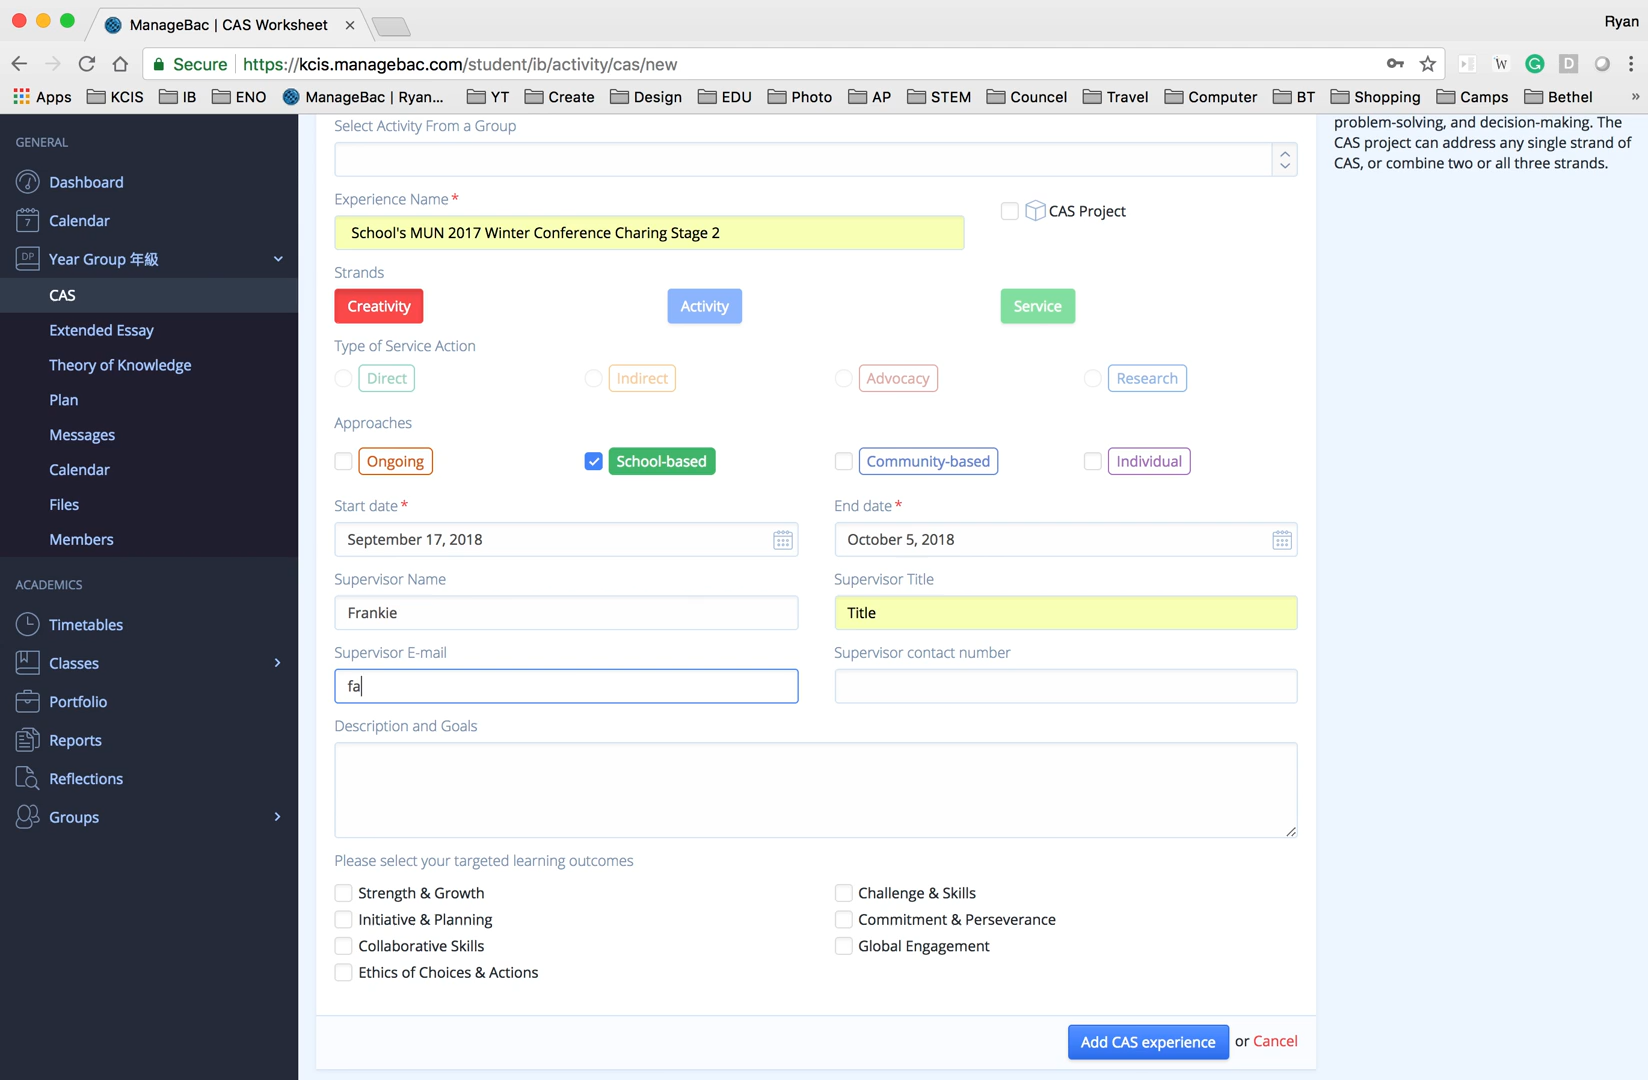 ManageBac | CAS Worksheet
Ryan
Secure
https://kcis.managebac.com/student/ib/activity/cas/new
W
D
Apps
KCIS
IB
ENO
ManageBac | Ryan...
YT
Create
Design
EDU
Photo
AP
STEM
Councel
Travel
Computer
BT
Shopping
Camps
Bethel
»
GENERAL
Dashboard
7
Calendar
DP
Year Group 年級
CAS
Extended Essay
Theory of Knowledge
Plan
Messages
Calendar
Files
Members
ACADEMICS
Timetables
Classes
Portfolio
Reports
Reflections
Groups
Select Activity From a Group
Experience Name *
School's MUN 2017 Winter Conference Charing Stage 2
CAS Project
Strands
Creativity
Activity
Service
Type of Service Action
Direct
Indirect
Advocacy
Research
Approaches
Ongoing
School-based
Community-based
Individual
Start date *
End date *
September 17, 2018
October 5, 2018
Supervisor Name
Supervisor Title
Frankie
Title
Supervisor E-mail
Supervisor contact number
fa
Description and Goals
Please select your targeted learning outcomes
Strength & Growth
Challenge & Skills
Initiative & Planning
Commitment & Perseverance
Collaborative Skills
Global Engagement
Ethics of Choices & Actions
Add CAS experience
or Cancel
problem-solving, and decision-making. The
CAS project can address any single strand of
CAS, or combine two or all three strands.